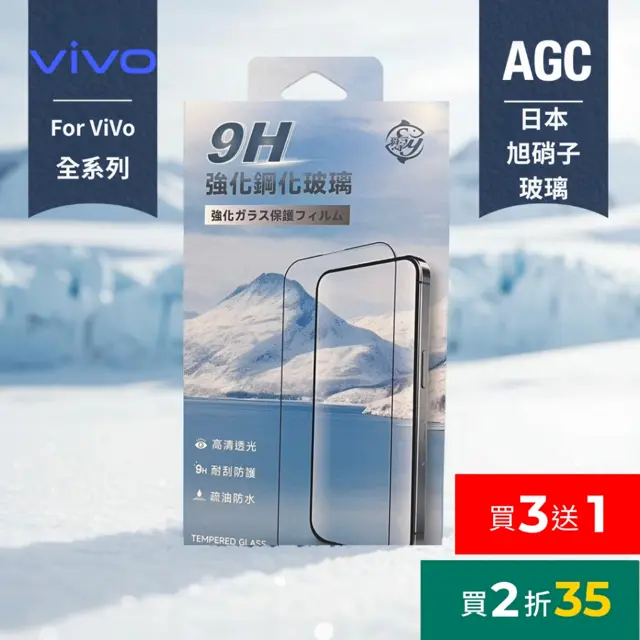 vivo
For ViVo
全系列
AGC
日本
旭硝子
玻璃
9H
強化鋼化玻璃
強化ガラス保護フィルム
高清透光
9H 耐刮防護
疏油防水
TEMPERED GLASS
買3送1
買2折35